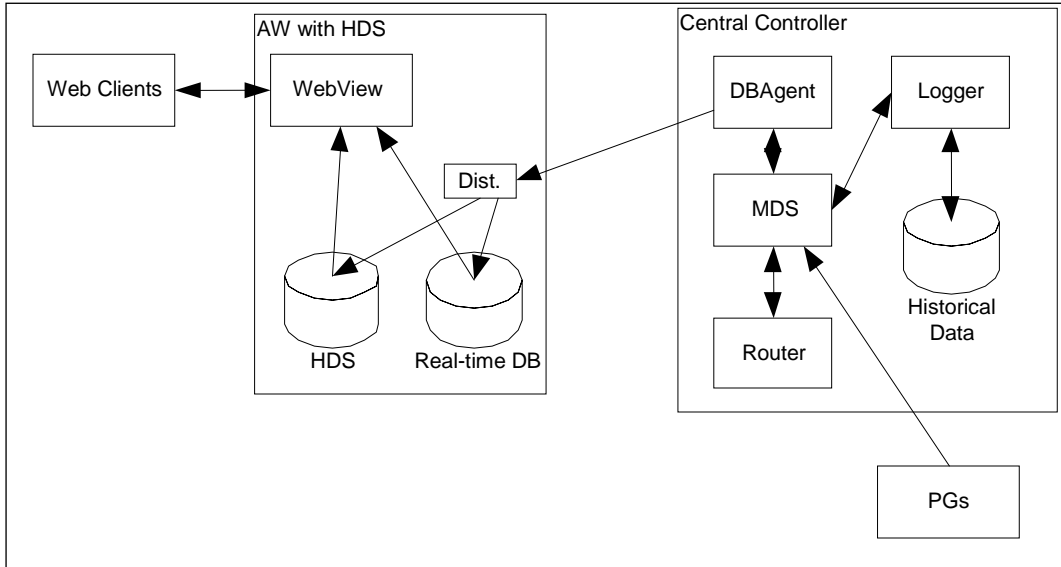 AW with HDS
Central Controller
Web Clients
WebView
DBAgent
Logger
Dist.
MDS
Historical
Data
HDS
Real-time DB
Router
PGs